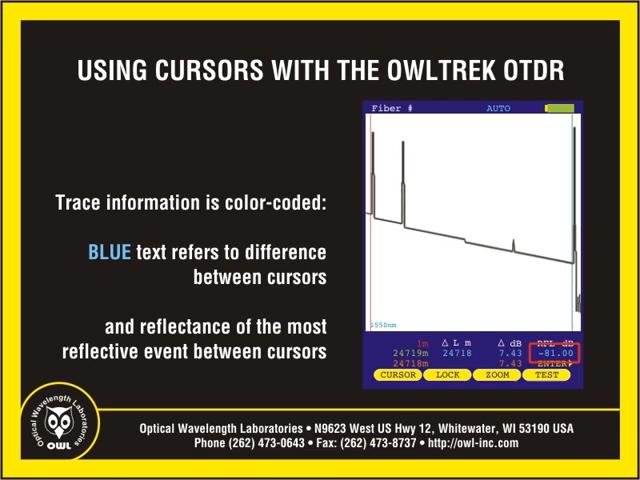 USING CURSORS WITH THE OWLTREK OTDR
Fiber # AUTO
Trace information is color-coded:
BLUE text refers to difference
between cursors
and reflectance of the most
reflective event between cursors
1550nm
1m Δ L m Δ dB RFL dB
24719m 24718 7.43 -81.00
24718m 7.43 ENTER
CURSOR LOCK ZOOM TEST
Optical Wavelength Laboratories
OWL
Optical Wavelength Laboratories • N9623 West US Hwy 12, Whitewater, WI 53190 USA
Phone (262) 473-0643 • Fax: (262) 473-8737 • http://owl-inc.com